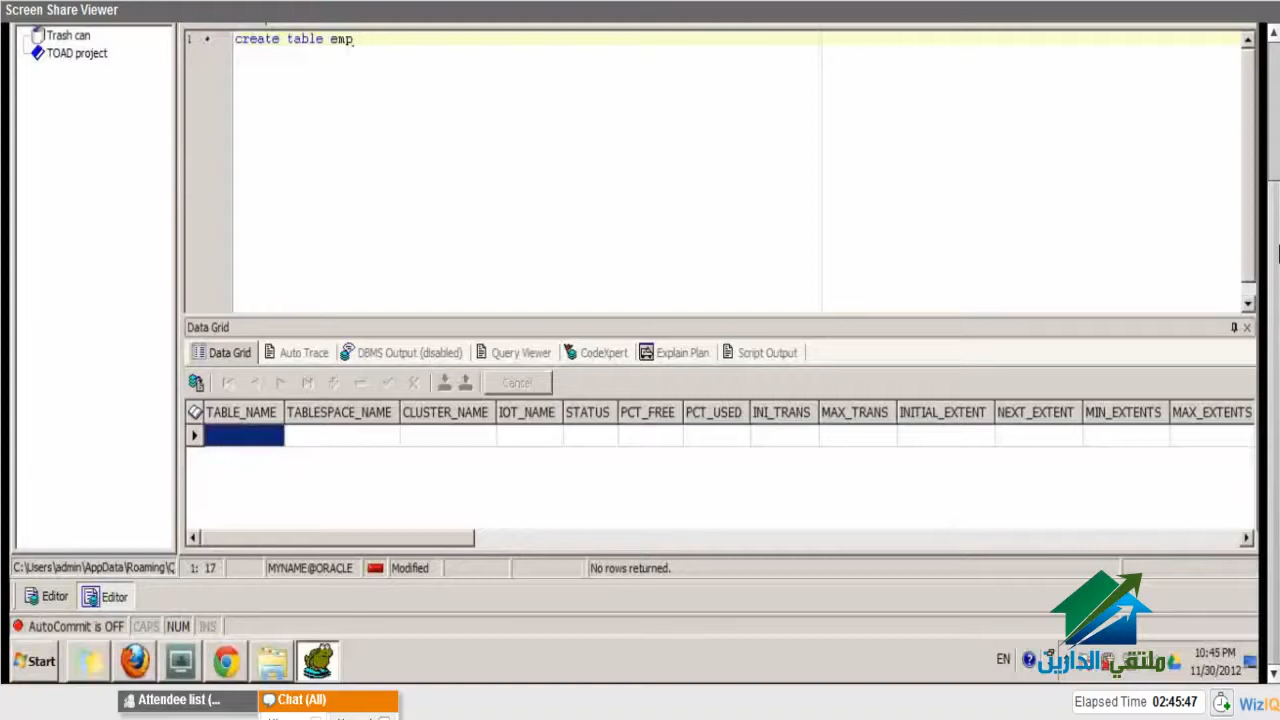 Screen Share Viewer
Trash can
TOAD project
1
create table emp
Data Grid
Data Grid
Auto Trace
DBMS Output (disabled)
Query Viewer
CodeXpert
Explain Plan
Script Output
Cancel
TABLE_NAME TABLESPACE_NAME CLUSTER_NAME IOT_NAME STATUS PCT_FREE PCT_USED INI_TRANS MAX_TRANS INITIAL_EXTENT NEXT_EXTENT MIN_EXTENTS MAX_EXTENTS
C:\Users\admin\AppData\Roaming\Q 1: 17 MYNAME@ORACLE Modified No rows returned.
Editor Editor
AutoCommit is OFF CAPS NUM INS
Start
EN
ملتقي الدارين
10:45 PM
11/30/2012
Attendee list (...
Chat (All)
Elapsed Time 02:45:47
WizIQ